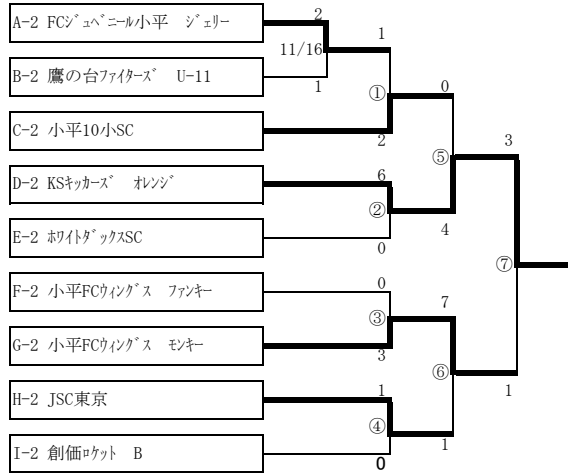 A-2 FCｼﾞｭﾍﾞﾆｰﾙ小平　ｼﾞｪﾘｰ
2
11/16
1
B-2 鷹の台ﾌｧｲﾀｰｽﾞ　U-11
1
①
0
C-2 小平10小SC
2
⑤
3
D-2 KSｷｯｶｰｽﾞ　ｵﾚﾝｼﾞ
6
②
4
E-2 ﾎﾜｲﾄﾀﾞｯｸｽSC
0
⑦
F-2 小平FCｳｨﾝｸﾞｽ　ﾌｧﾝｷｰ
0
③
7
G-2 小平FCｳｨﾝｸﾞｽ　ﾓﾝｷｰ
3
⑥
1
H-2 JSC東京
1
④
1
I-2 創価ﾛｹｯﾄ　B
0